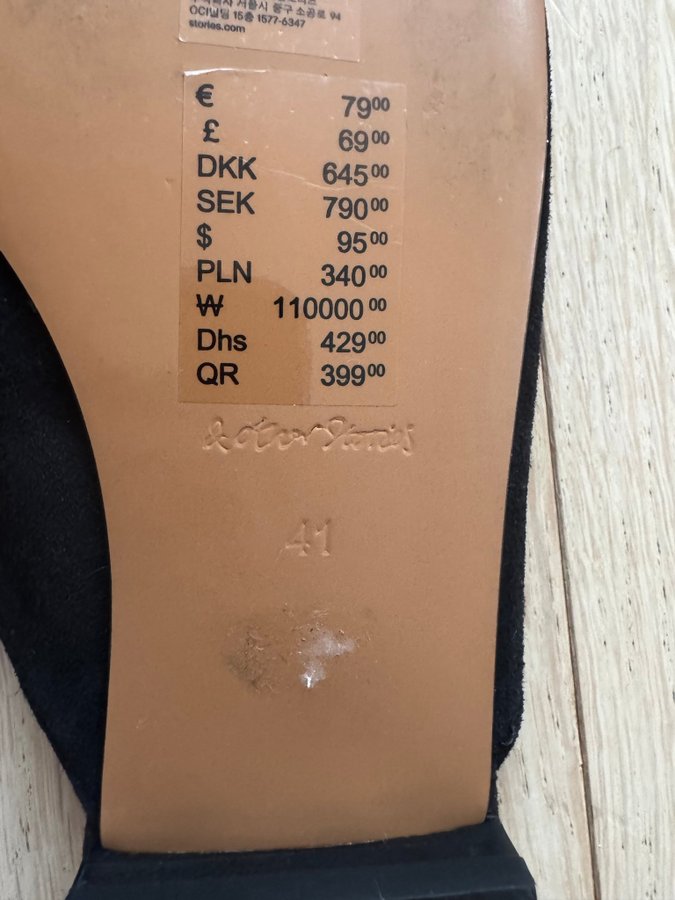 서울시 중구 소공로 94
OCI빌딩 15층 1577-6347
stories.com
€ 79⁰⁰
£ 69⁰⁰
DKK 645⁰⁰
SEK 790⁰⁰
$ 95⁰⁰
PLN 340⁰⁰
₩ 110000⁰⁰
Dhs 429⁰⁰
QR 399⁰⁰
& other Stories
41